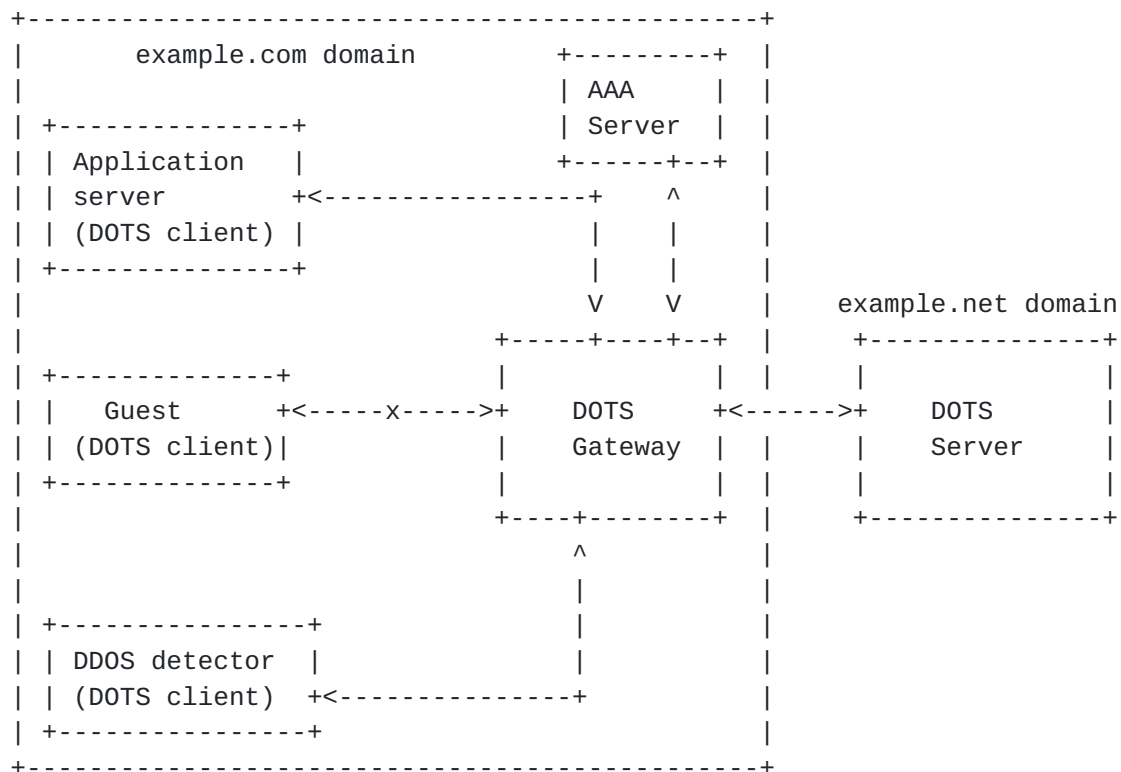 example.com domain
AAA
Server
Application
server
(DOTS client)
example.net domain
Guest
(DOTS client)
x
DOTS
Gateway
DOTS
Server
DDOS detector
(DOTS client)